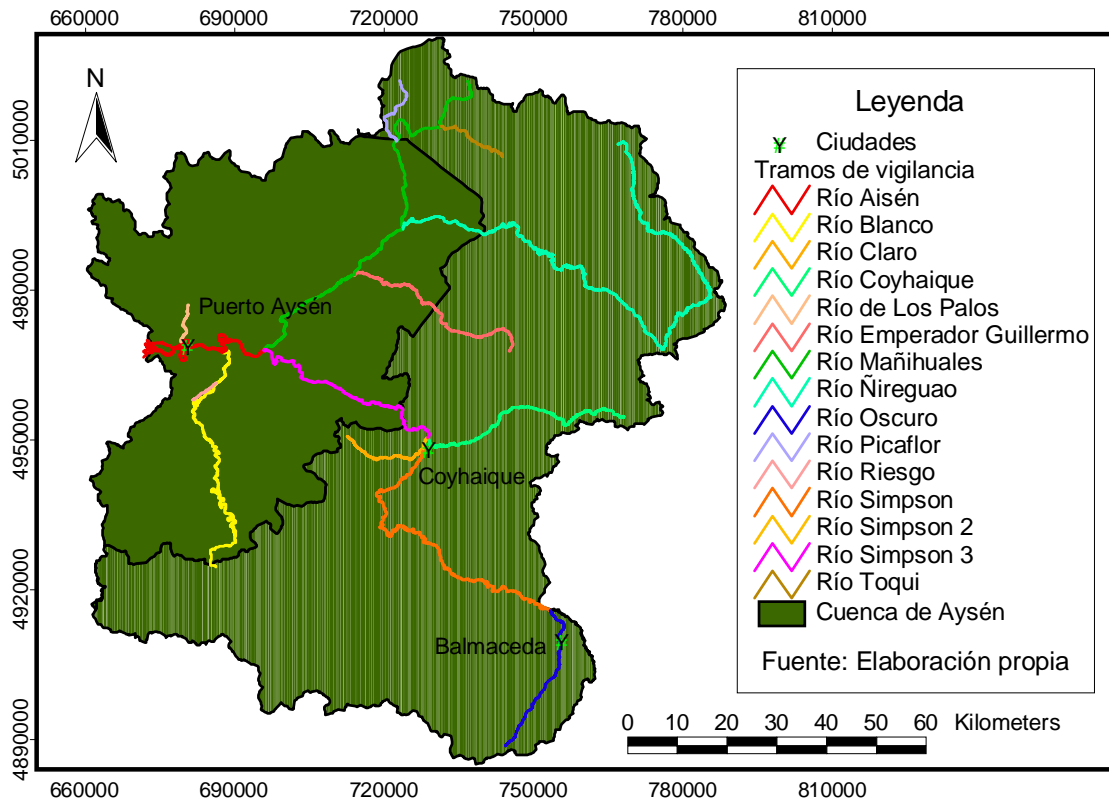 660000 690000 720000 750000 780000 810000
N
5010000
4980000
4950000
4920000
4890000
Puerto Aysén
Coyhaique
Balmaceda
Leyenda
Ciudades
Tramos de vigilancia
Río Aisén
Río Blanco
Río Claro
Río Coyhaique
Río de Los Palos
Río Emperador Guillermo
Río Mañihuales
Río Ñireguao
Río Oscuro
Río Picaflor
Río Riesgo
Río Simpson
Río Simpson 2
Río Simpson 3
Río Toqui
Cuenca de Aysén
Fuente: Elaboración propia
0 10 20 30 40 50 60 Kilometers
660000 690000 720000 750000 780000 810000